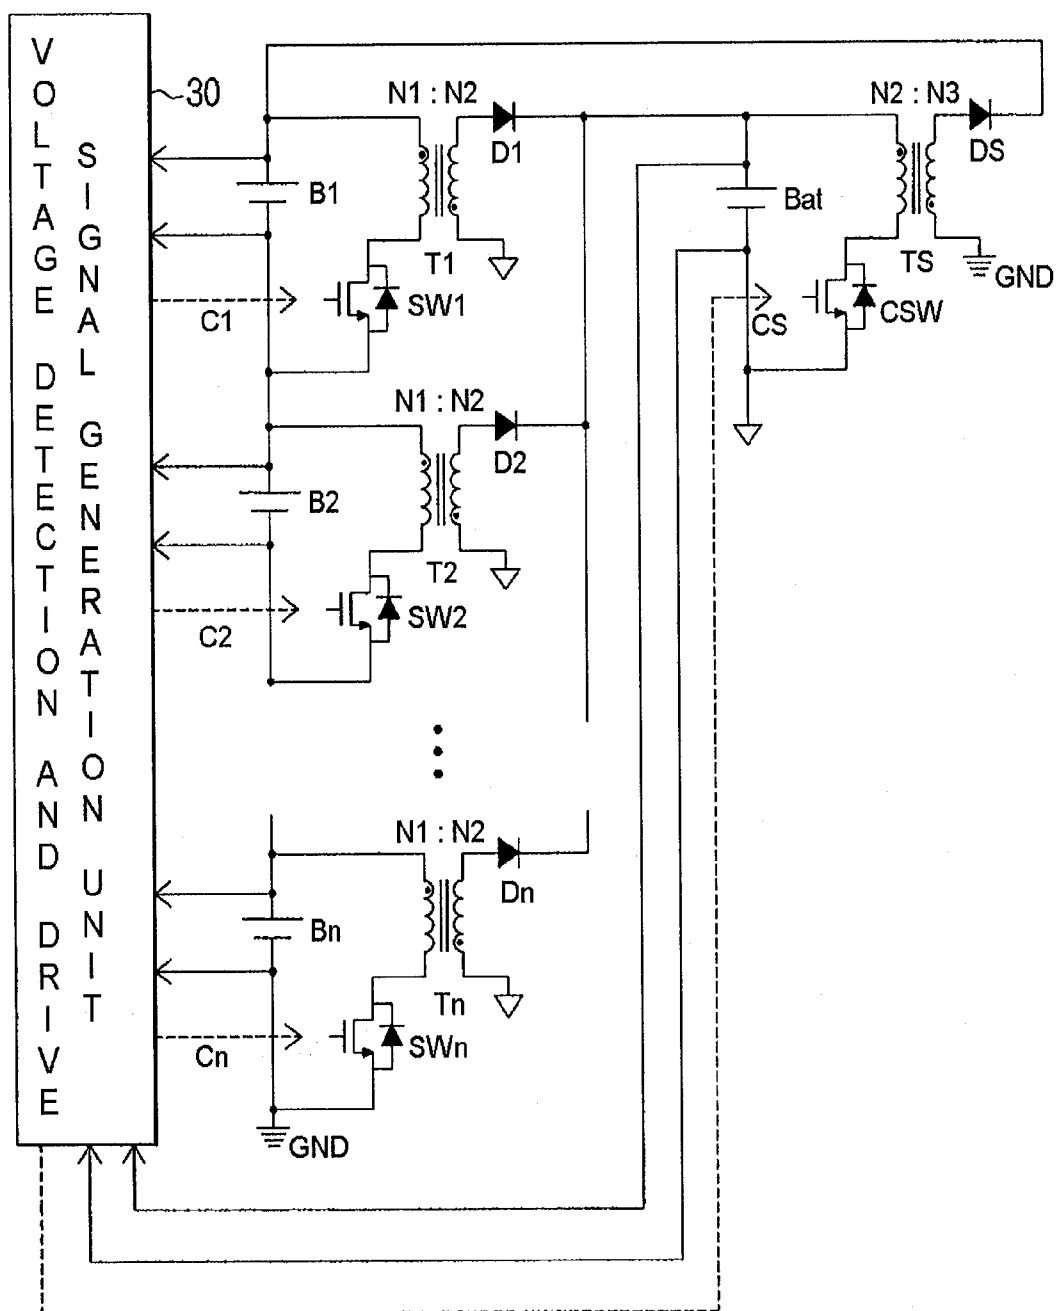 VOLTAGE DETECTION AND DRIVE
SIGNAL GENERATION UNIT
30
N1 : N2
D1
B1
T1
C1
SW1
N2 : N3
DS
Bat
TS
GND
CS
CSW
N1 : N2
D2
B2
T2
C2
SW2
N1 : N2
Dn
Bn
Tn
Cn
SWn
GND